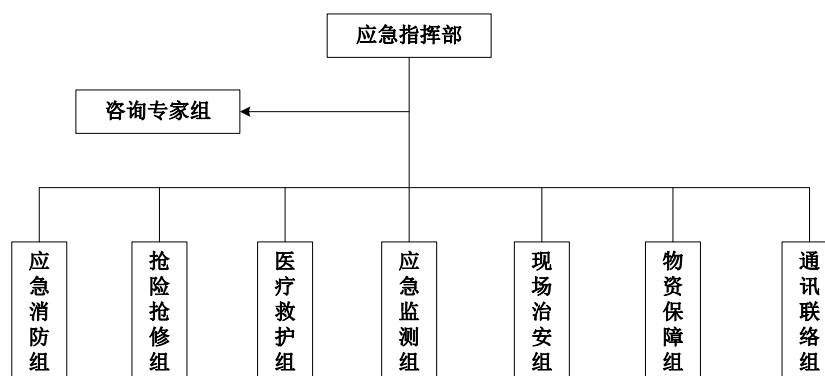 应急指挥部
咨询专家组
应急消防组
抢险抢修组
医疗救护组
应急监测组
现场治安组
物资保障组
通讯联络组